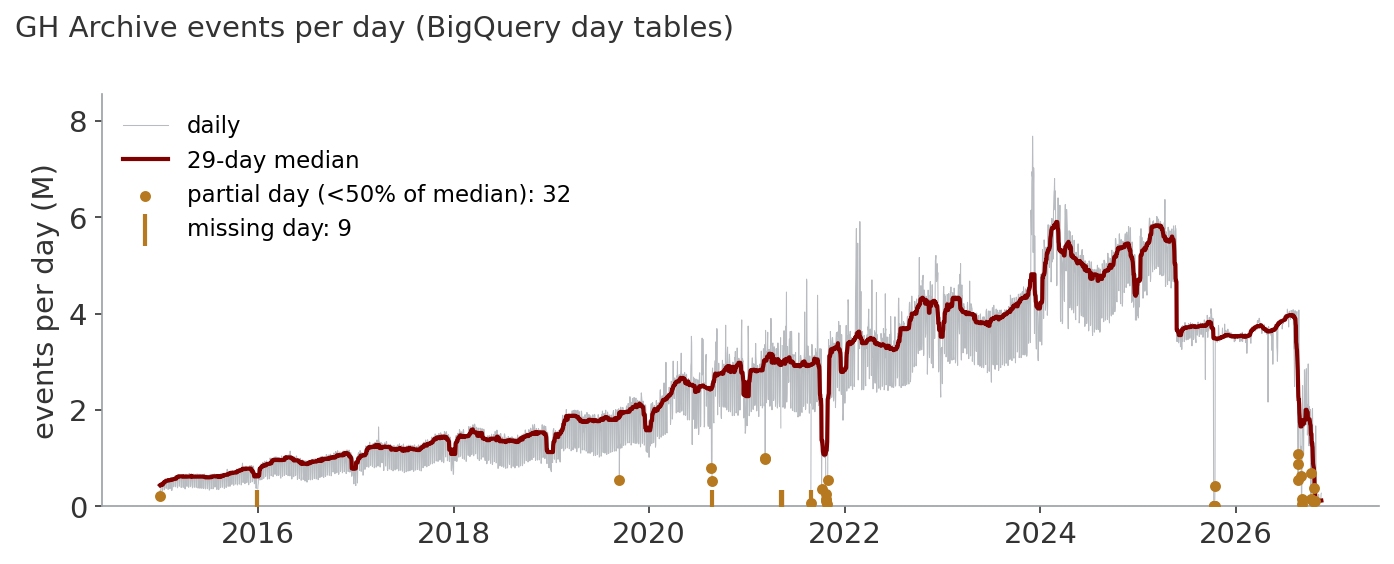 GH Archive events per day (BigQuery day tables)
events per day (M)
8
6
4
2
0
daily
29-day median
partial day (<50% of median): 32
missing day: 9
2016 2018 2020 2022 2024 2026